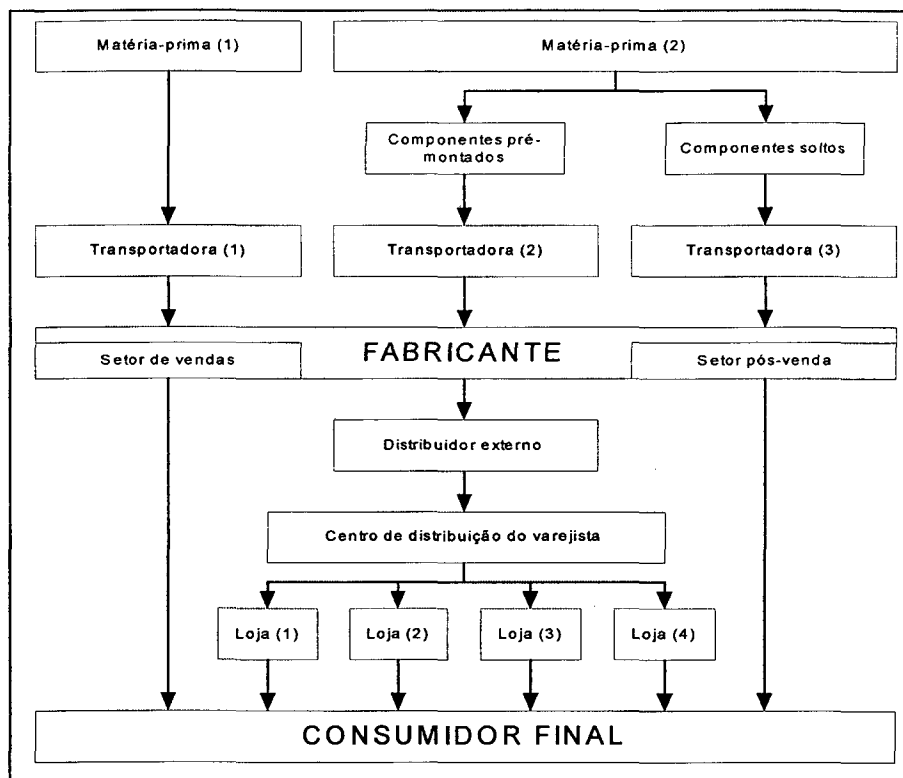 Matéria-prima (1)
Matéria-prima (2)
Componentes pré-
montados
Componentes soltos
Transportadora (1)
Transportadora (2)
Transportadora (3)
FABRICANTE
Setor de vendas
Setor pós-venda
Distribuidor externo
Centro de distribuição do varejista
Loja (1)
Loja (2)
Loja (3)
Loja (4)
CONSUMIDOR FINAL